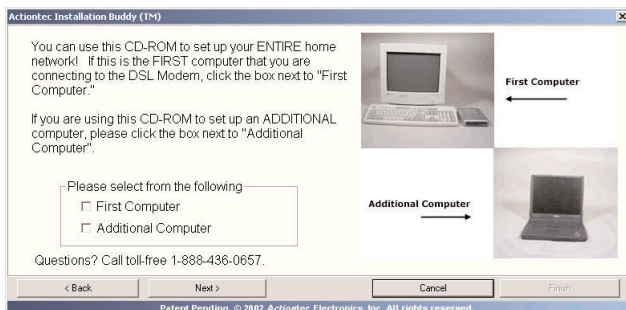 Actiontec Installation Buddy (TM)
You can use this CD-ROM to set up your ENTIRE home
network! If this is the FIRST computer that you are
connecting to the DSL Modem, click the box next to "First
Computer."
If you are using this CD-ROM to set up an ADDITIONAL
computer, please click the box next to "Additional
Computer".
Please select from the following
First Computer
Additional Computer
Questions? Call toll-free 1-888-436-0657.
First Computer
Additional Computer
< Back
Next >
Cancel
Finish
Patent Pending. © 2002 Actiontec Electronics, Inc. All rights reserved.